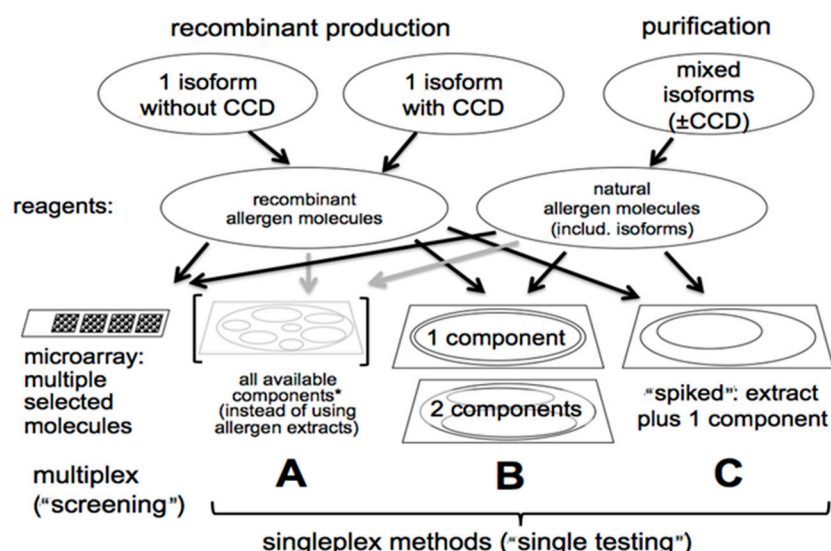 recombinant production
purification
1 isoform
without CCD
1 isoform
with CCD
mixed
isoforms
(±CCD)
reagents:
recombinant
allergen molecules
natural
allergen molecules
(includ. isoforms)
microarray:
multiple
selected
molecules
all available
components*
(instead of using
allergen extracts)
1 component
2 components
“spiked”: extract
plus 1 component
multiplex
(“screening”)
A
B
C
singleplex methods (“single testing”)